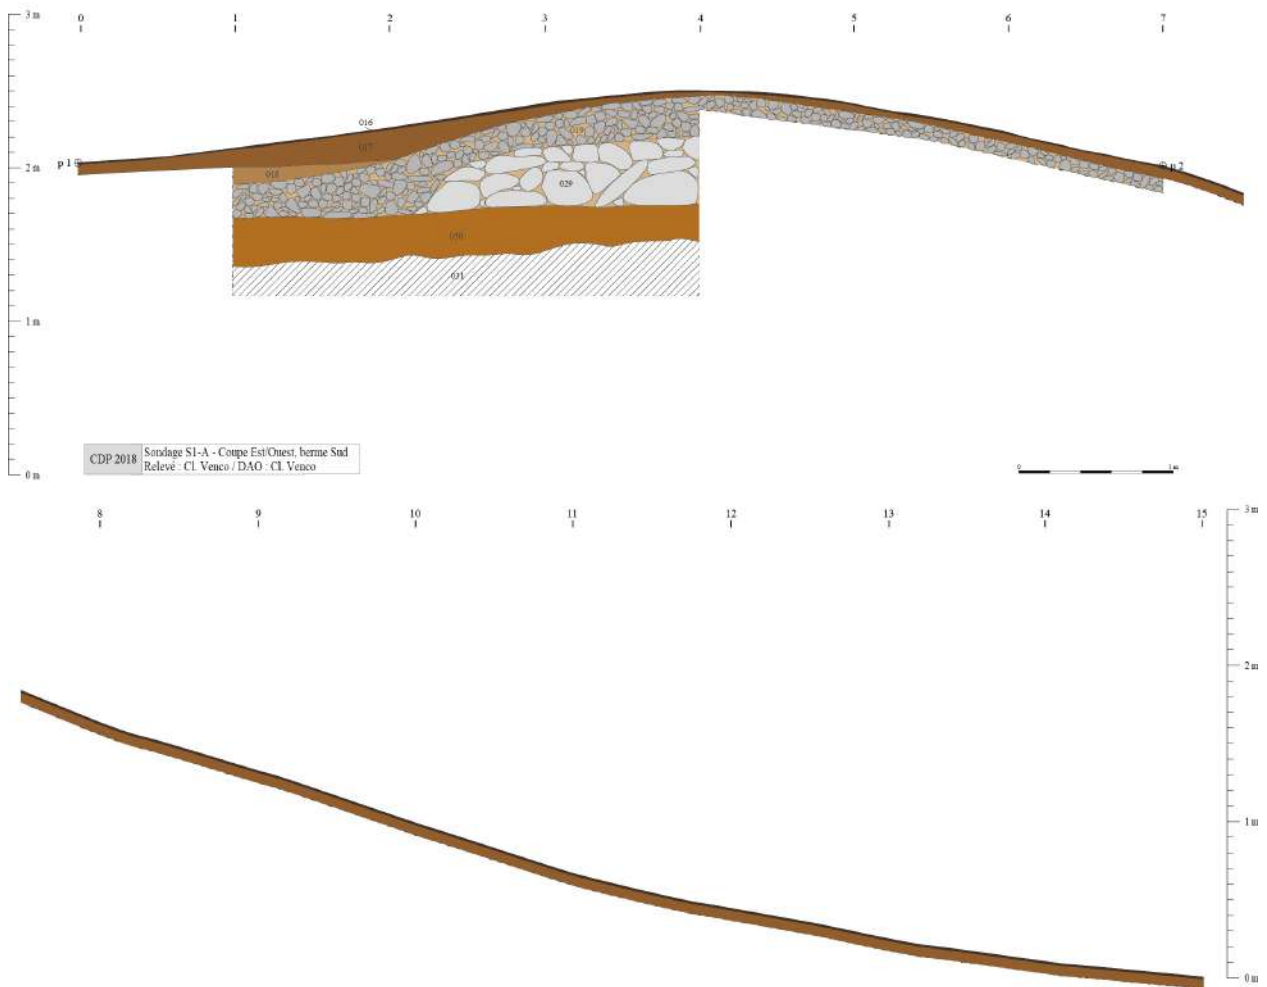 3 m
0 1 2 3 4 5 6 7
016
019
017
p 1
p 2
2 m
018
029
030
031
1 m
CDP 2018
Sondage S1-A - Coupe Est/Ouest, berme Sud
Relevé : Cl. Venco / DAO : Cl. Venco
0 1 m
0 m
8 9 10 11 12 13 14 15
3 m
2 m
1 m
0 m